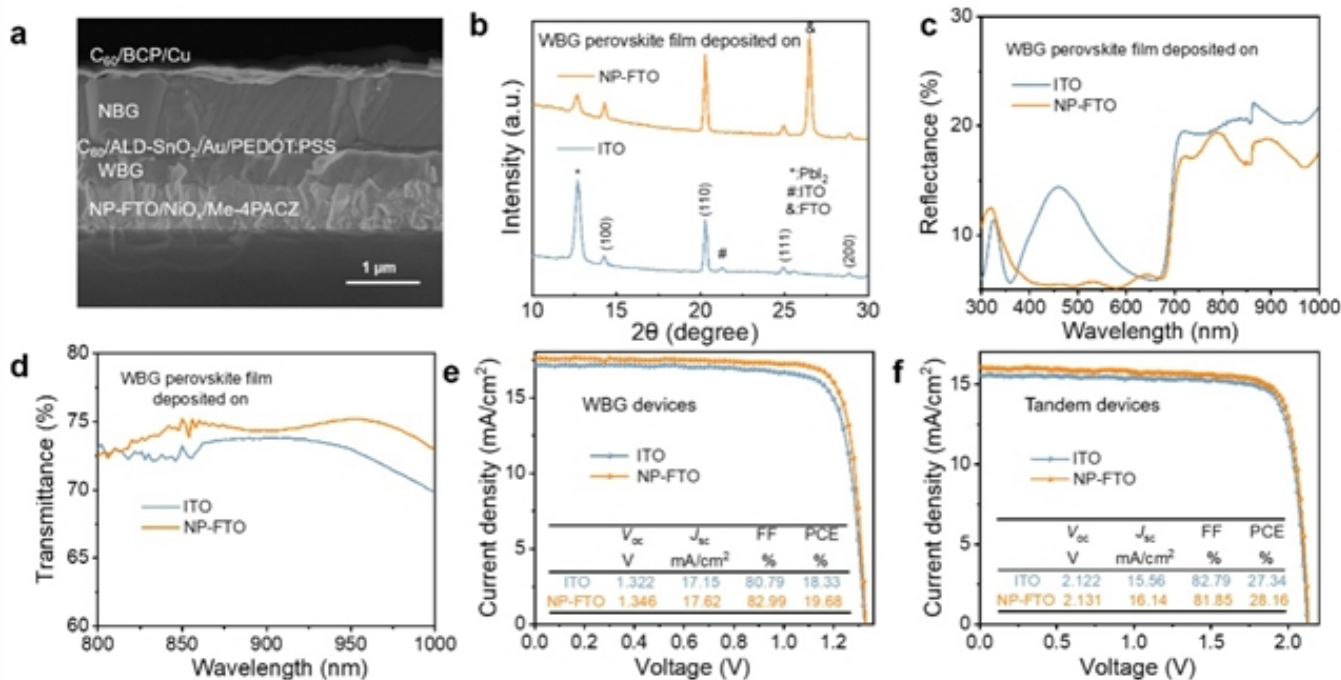 a
C₆₀/BCP/Cu
NBG
C₆₀/ALD-SnO₂/Au/PEDOT:PSS
WBG
NP-FTO/NiOₓ/Me-4PACZ
1 µm
b
Intensity (a.u.)
WBG perovskite film deposited on
&
NP-FTO
ITO
*:PbI₂
#:ITO
&:FTO
*
(100)
(110)
#
(111)
(200)
10 15 20 25 30
2θ (degree)
c
Reflectance (%)
30
20
10
WBG perovskite film deposited on
ITO
NP-FTO
300 400 500 600 700 800 900 1000
Wavelength (nm)
d
Transmittance (%)
80
75
70
65
60
WBG perovskite film
deposited on
ITO
NP-FTO
800 850 900 950 1000
Wavelength (nm)
e
Current density (mA/cm²)
15
10
5
0
WBG devices
ITO
NP-FTO
Voc Jsc FF PCE
V mA/cm² % %
ITO 1.322 17.15 80.79 18.33
NP-FTO 1.346 17.62 82.99 19.68
0.0 0.2 0.4 0.6 0.8 1.0 1.2
Voltage (V)
f
Current density (mA/cm²)
15
10
5
0
Tandem devices
ITO
NP-FTO
Voc Jsc FF PCE
V mA/cm² % %
ITO 2.122 15.56 82.79 27.34
NP-FTO 2.131 16.14 81.85 28.16
0.0 0.5 1.0 1.5 2.0
Voltage (V)